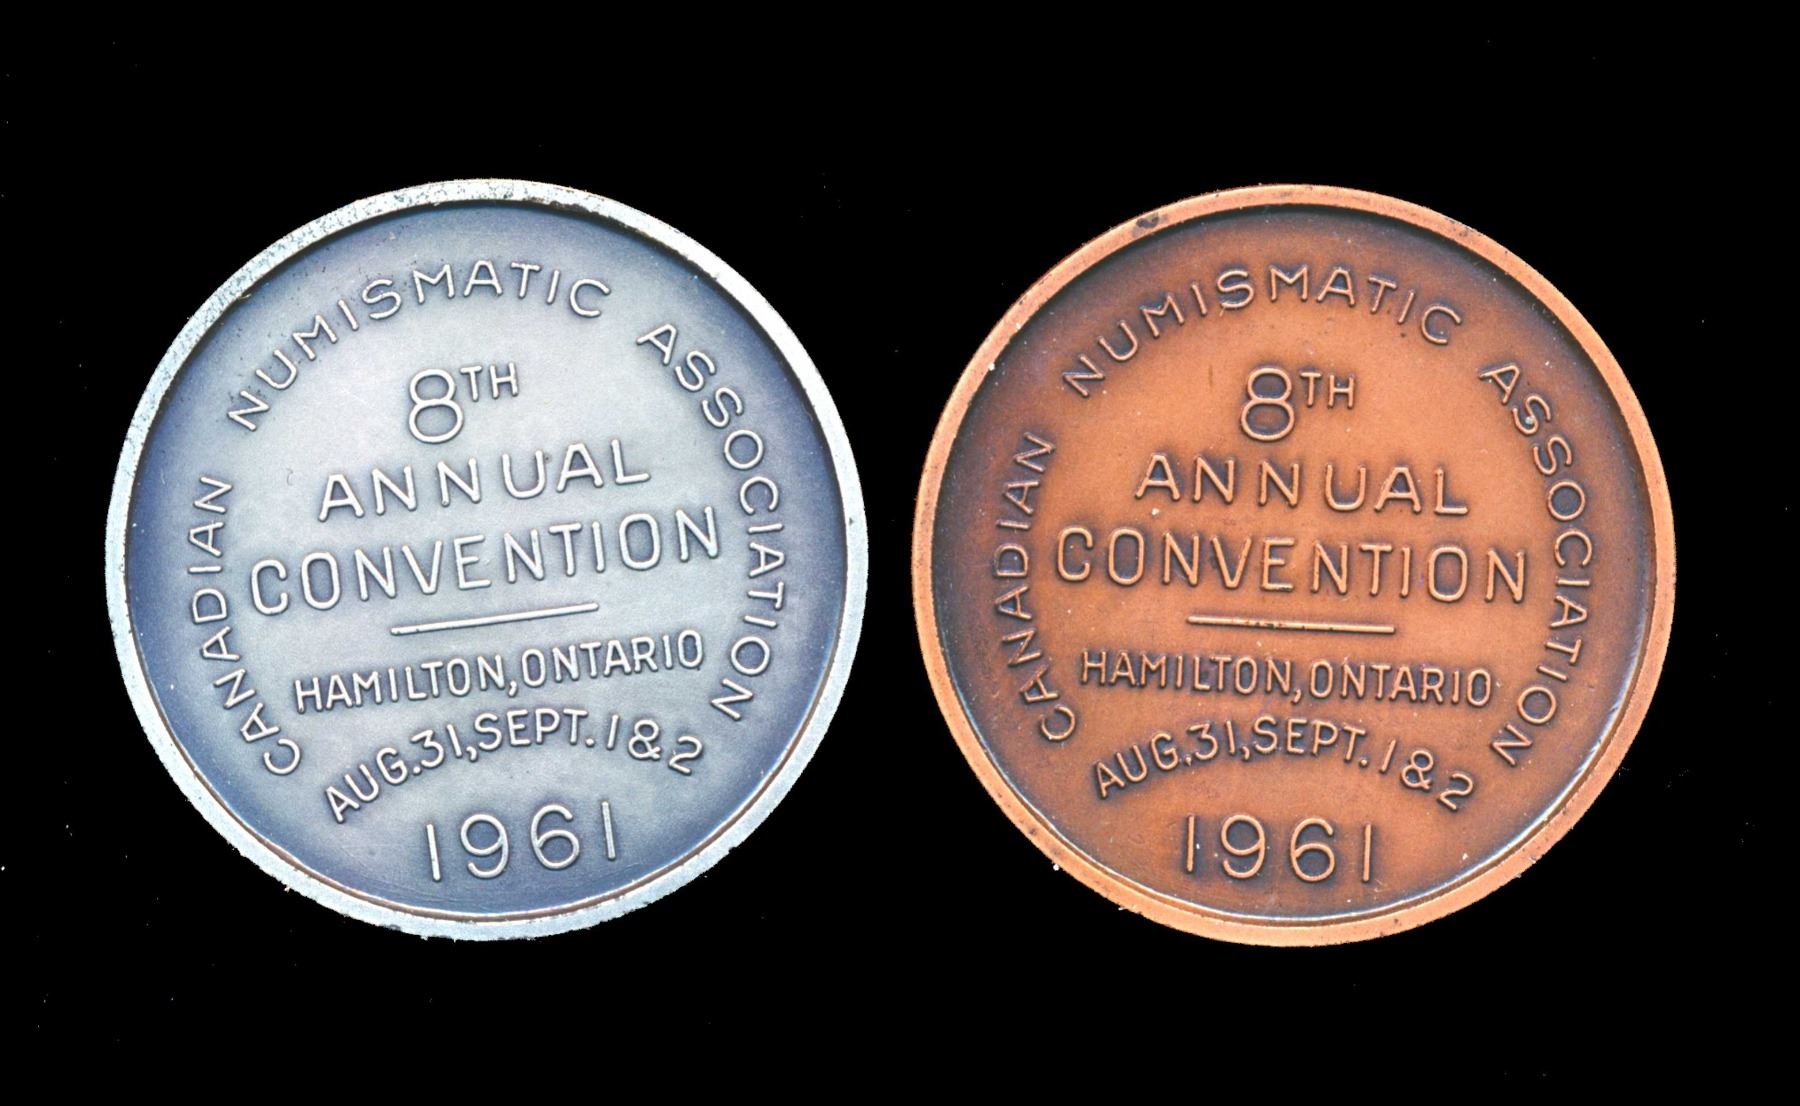 CANADIAN NUMISMATIC ASSOCIATION
8TH
ANNUAL
CONVENTION
HAMILTON, ONTARIO
AUG. 31, SEPT. 1 & 2
1961
CANADIAN NUMISMATIC ASSOCIATION
8TH
ANNUAL
CONVENTION
HAMILTON, ONTARIO
AUG. 31, SEPT. 1 & 2
1961